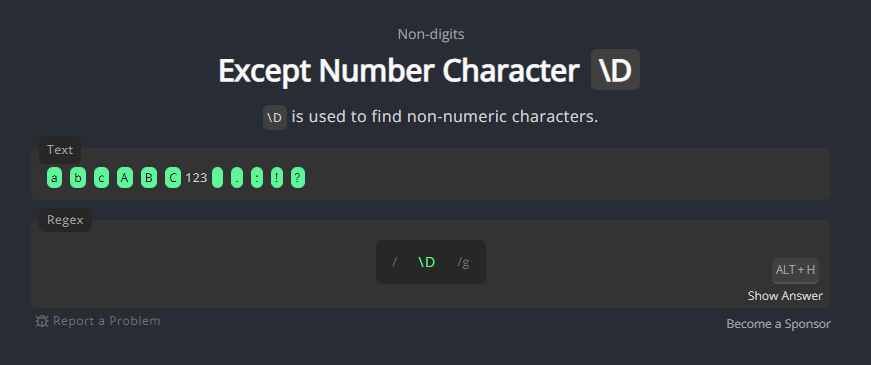 Non-digits
Except Number Character \D
\D is used to find non-numeric characters.
Text
abcABC123 .:!?
Regex
/ \D /g
ALT + H
Show Answer
Report a Problem
Become a Sponsor